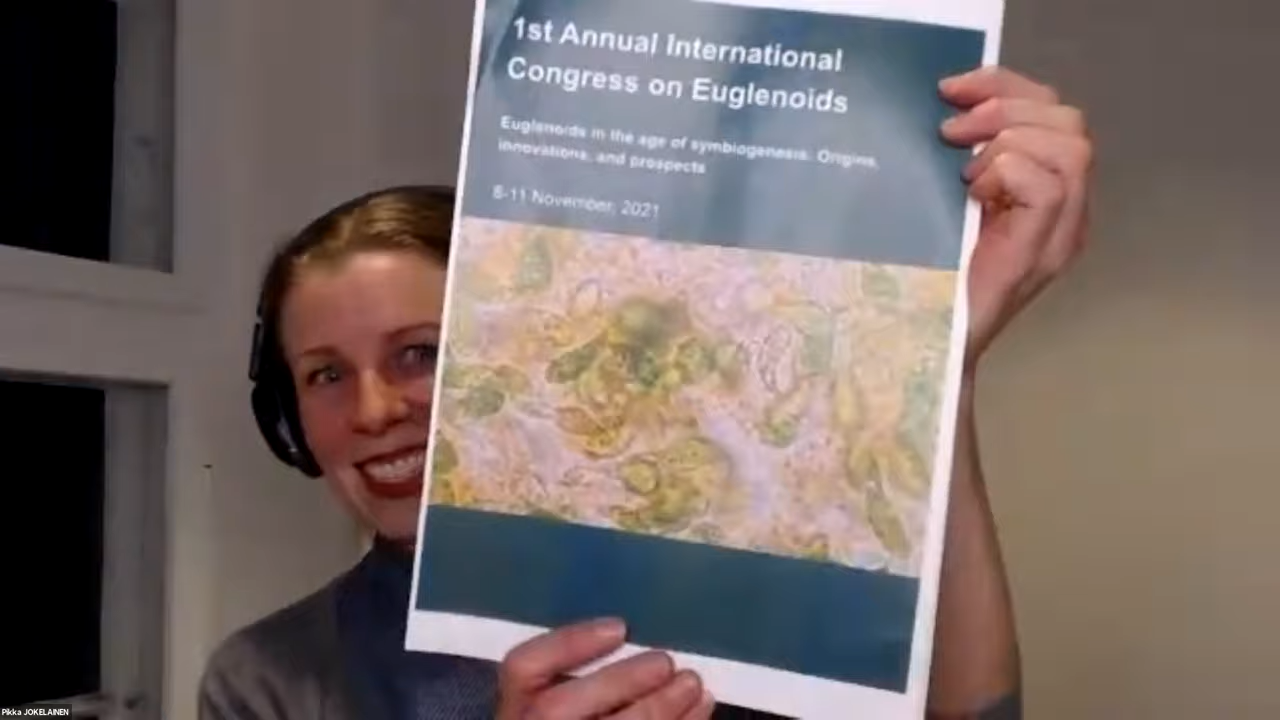 1st Annual International
Congress on Euglenoids
Euglenoids in the age of symbiogenesis: Origins,
innovations, and prospects
8-11 November, 2021
Pikka JOKELAINEN